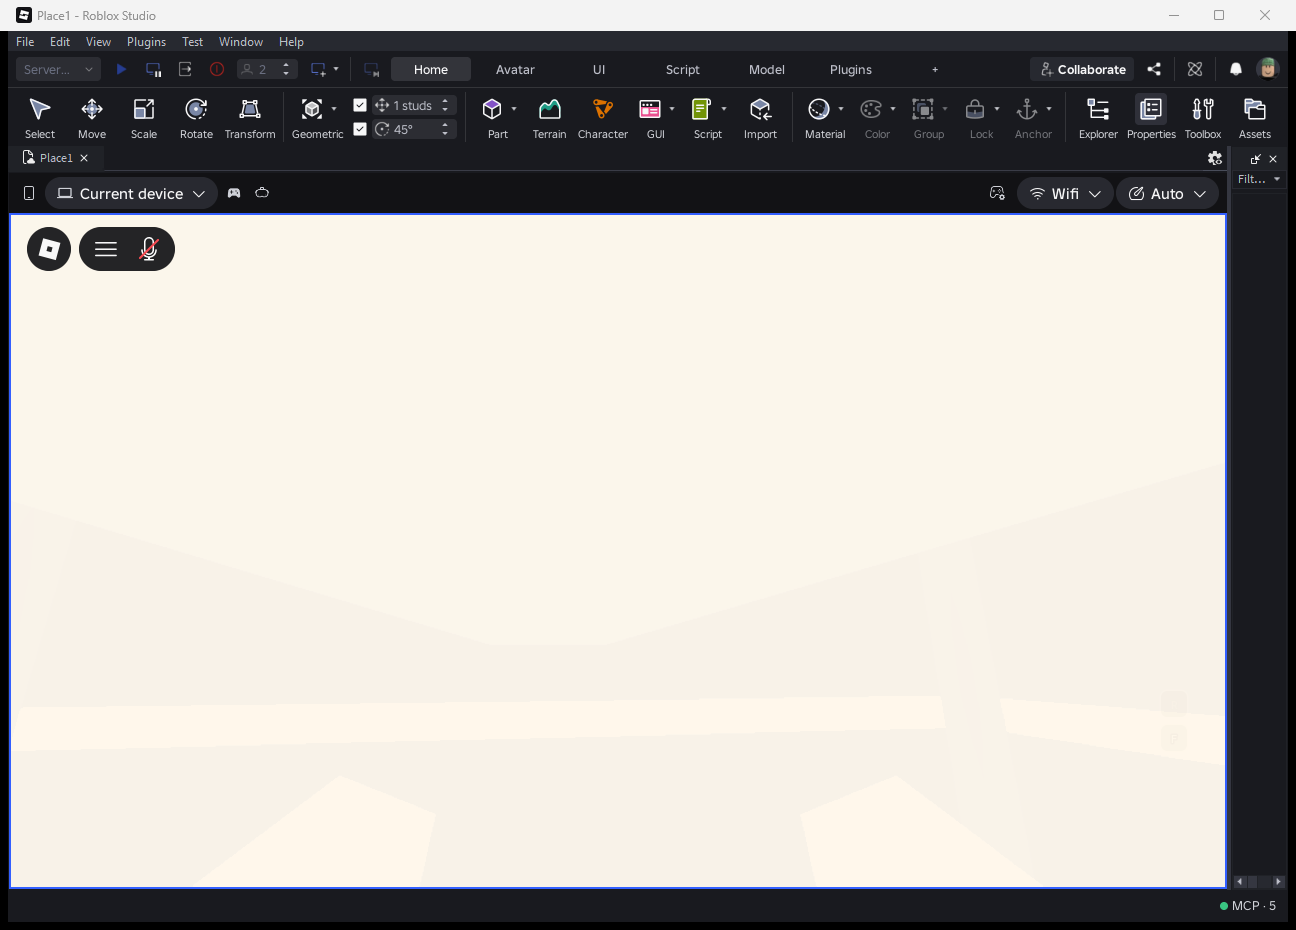 Place1 - Roblox Studio
File Edit View Plugins Test Window Help
Server... 2 Home Avatar UI Script Model Plugins + Collaborate
1 studs
45°
Select Move Scale Rotate Transform Geometric Part Terrain Character GUI Script Import Material Color Group Lock Anchor Explorer Properties Toolbox Assets
Place1
Filt...
Current device Wifi Auto
MCP · 5